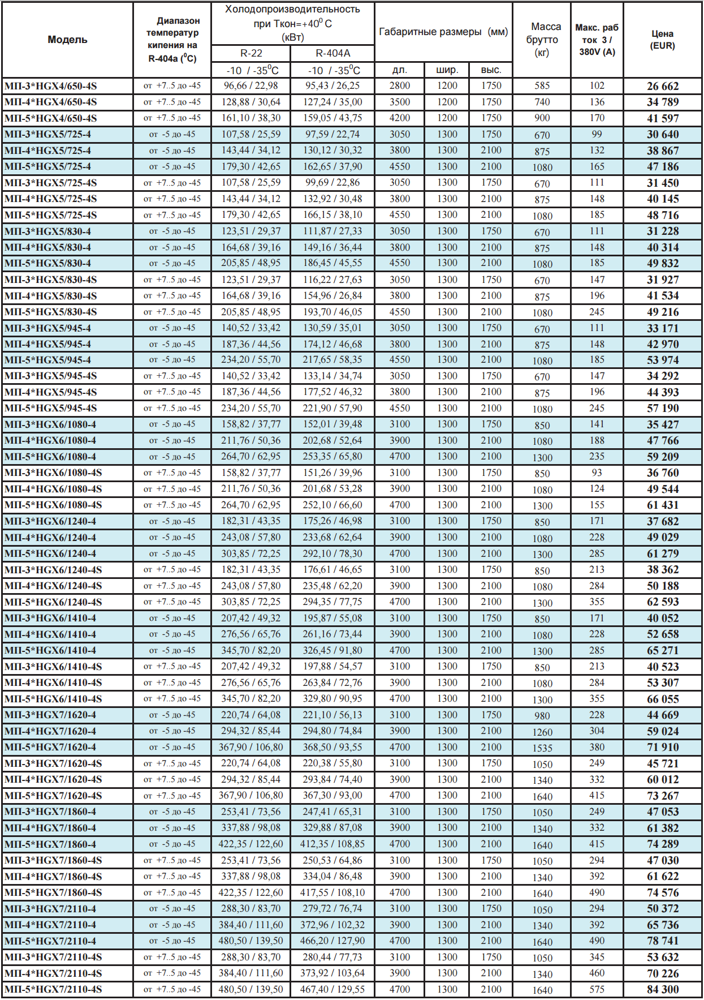 Модель
Диапазон температур кипения на R-404a (⁰C)
Холодопроизводительность при Ткон=+40⁰ C (кВт)
Габаритные размеры (мм)
Масса брутто (кг)
Макс. раб ток 3 / 380V (A)
Цена (EUR)
R-22 R-404A
-10 / -35⁰C -10 / -35⁰C дл. шир. выс.
МП-3*HGX4/650-4S от +7..5 до -45 96,66 / 22,98 95,43 / 26,25 2800 1200 1750 585 102 26 662
МП-4*HGX4/650-4S от +7..5 до -45 128,88 / 30,64 127,24 / 35,00 3500 1200 1750 740 136 34 789
МП-5*HGX4/650-4S от +7..5 до -45 161,10 / 38,30 159,05 / 43,75 4200 1200 1750 900 170 41 597
МП-3*HGX5/725-4 от -5 до -45 107,58 / 25,59 97,59 / 22,74 3050 1300 1750 670 99 30 640
МП-4*HGX5/725-4 от -5 до -45 143,44 / 34,12 130,12 / 30,32 3800 1300 2100 875 132 38 867
МП-5*HGX5/725-4 от -5 до -45 179,30 / 42,65 162,65 / 37,90 4550 1300 2100 1080 165 47 186
МП-3*HGX5/725-4S от +7..5 до -45 107,58 / 25,59 99,69 / 22,86 3050 1300 1750 670 111 31 450
МП-4*HGX5/725-4S от +7..5 до -45 143,44 / 34,12 132,92 / 30,48 3800 1300 2100 875 148 40 145
МП-5*HGX5/725-4S от +7..5 до -45 179,30 / 42,65 166,15 / 38,10 4550 1300 2100 1080 185 48 716
МП-3*HGX5/830-4 от -5 до -45 123,51 / 29,37 111,87 / 27,33 3050 1300 1750 670 111 31 228
МП-4*HGX5/830-4 от -5 до -45 164,68 / 39,16 149,16 / 36,44 3800 1300 2100 875 148 40 314
МП-5*HGX5/830-4 от -5 до -45 205,85 / 48,95 186,45 / 45,55 4550 1300 2100 1080 185 49 832
МП-3*HGX5/830-4S от +7..5 до -45 123,51 / 29,37 116,22 / 27,63 3050 1300 1750 670 147 31 927
МП-4*HGX5/830-4S от +7..5 до -45 164,68 / 39,16 154,96 / 26,84 3800 1300 2100 875 196 41 534
МП-5*HGX5/830-4S от +7..5 до -45 205,85 / 48,95 193,70 / 46,05 4550 1300 2100 1080 245 49 216
МП-3*HGX5/945-4 от -5 до -45 140,52 / 33,42 130,59 / 35,01 3050 1300 1750 670 111 33 171
МП-4*HGX5/945-4 от -5 до -45 187,36 / 44,56 174,12 / 46,68 3800 1300 2100 875 148 42 970
МП-5*HGX5/945-4 от -5 до -45 234,20 / 55,70 217,65 / 58,35 4550 1300 2100 1080 185 53 974
МП-3*HGX5/945-4S от +7..5 до -45 140,52 / 33,42 133,14 / 34,74 3050 1300 1750 670 147 34 292
МП-4*HGX5/945-4S от +7..5 до -45 187,36 / 44,56 177,52 / 46,32 3800 1300 2100 875 196 44 393
МП-5*HGX5/945-4S от +7..5 до -45 234,20 / 55,70 221,90 / 57,90 4550 1300 2100 1080 245 57 190
МП-3*HGX6/1080-4 от -5 до -45 158,82 / 37,77 152,01 / 39,48 3100 1300 1750 850 141 35 427
МП-4*HGX6/1080-4 от -5 до -45 211,76 / 50,36 202,68 / 52,64 3900 1300 2100 1080 188 47 766
МП-5*HGX6/1080-4 от -5 до -45 264,70 / 62,95 253,35 / 65,80 4700 1300 2100 1300 235 59 209
МП-3*HGX6/1080-4S от +7..5 до -45 158,82 / 37,77 151,26 / 39,96 3100 1300 1750 850 93 36 760
МП-4*HGX6/1080-4S от +7..5 до -45 211,76 / 50,36 201,68 / 53,28 3900 1300 2100 1080 124 49 544
МП-5*HGX6/1080-4S от +7..5 до -45 264,70 / 62,95 252,10 / 66,60 4700 1300 2100 1300 155 61 431
МП-3*HGX6/1240-4 от -5 до -45 182,31 / 43,35 175,26 / 46,98 3100 1300 1750 850 171 37 682
МП-4*HGX6/1240-4 от -5 до -45 243,08 / 57,80 233,68 / 62,64 3900 1300 2100 1080 228 49 029
МП-5*HGX6/1240-4 от -5 до -45 303,85 / 72,25 292,10 / 78,30 4700 1300 2100 1300 285 61 279
МП-3*HGX6/1240-4S от +7..5 до -45 182,31 / 43,35 176,61 / 46,65 3100 1300 1750 850 213 38 362
МП-4*HGX6/1240-4S от +7..5 до -45 243,08 / 57,80 235,48 / 62,20 3900 1300 2100 1080 284 50 188
МП-5*HGX6/1240-4S от +7..5 до -45 303,85 / 72,25 294,35 / 77,75 4700 1300 2100 1300 355 62 593
МП-3*HGX6/1410-4 от -5 до -45 207,42 / 49,32 195,87 / 55,08 3100 1300 1750 850 171 40 052
МП-4*HGX6/1410-4 от -5 до -45 276,56 / 65,76 261,16 / 73,44 3900 1300 2100 1080 228 52 658
МП-5*HGX6/1410-4 от -5 до -45 345,70 / 82,20 326,45 / 91,80 4700 1300 2100 1300 285 65 271
МП-3*HGX6/1410-4S от +7..5 до -45 207,42 / 49,32 197,88 / 54,57 3100 1300 1750 850 213 40 523
МП-4*HGX6/1410-4S от +7..5 до -45 276,56 / 65,76 263,84 / 72,76 3900 1300 2100 1080 284 53 307
МП-5*HGX6/1410-4S от +7..5 до -45 345,70 / 82,20 329,80 / 90,95 4700 1300 2100 1300 355 66 055
МП-3*HGX7/1620-4 от -5 до -45 220,74 / 64,08 221,10 / 56,13 3100 1300 1750 980 228 44 669
МП-4*HGX7/1620-4 от -5 до -45 294,32 / 85,44 294,80 / 74,84 3900 1300 2100 1260 304 59 024
МП-5*HGX7/1620-4 от -5 до -45 367,90 / 106,80 368,50 / 93,55 4700 1300 2100 1535 380 71 910
МП-3*HGX7/1620-4S от +7..5 до -45 220,74 / 64,08 220,38 / 55,80 3100 1300 1750 1050 249 45 721
МП-4*HGX7/1620-4S от +7..5 до -45 294,32 / 85,44 293,84 / 74,40 3900 1300 2100 1340 332 60 012
МП-5*HGX7/1620-4S от +7..5 до -45 367,90 / 106,80 367,30 / 93,00 4700 1300 2100 1640 415 73 267
МП-3*HGX7/1860-4 от -5 до -45 253,41 / 73,56 247,41 / 65,31 3100 1300 1750 1050 249 47 053
МП-4*HGX7/1860-4 от -5 до -45 337,88 / 98,08 329,88 / 87,08 3900 1300 2100 1340 332 61 382
МП-5*HGX7/1860-4 от -5 до -45 422,35 / 122,60 412,35 / 108,85 4700 1300 2100 1640 415 74 289
МП-3*HGX7/1860-4S от +7..5 до -45 253,41 / 73,56 250,53 / 64,86 3100 1300 1750 1050 294 47 030
МП-4*HGX7/1860-4S от +7..5 до -45 337,88 / 98,08 334,04 / 86,48 3900 1300 2100 1340 392 61 622
МП-5*HGX7/1860-4S от +7..5 до -45 422,35 / 122,60 417,55 / 108,10 4700 1300 2100 1640 490 74 576
МП-3*HGX7/2110-4 от -5 до -45 288,30 / 83,70 279,72 / 76,74 3100 1300 1750 1050 294 50 372
МП-4*HGX7/2110-4 от -5 до -45 384,40 / 111,60 372,96 / 102,32 3900 1300 2100 1340 392 65 736
МП-5*HGX7/2110-4 от -5 до -45 480,50 / 139,50 466,20 / 127,90 4700 1300 2100 1640 490 78 741
МП-3*HGX7/2110-4S от +7..5 до -45 288,30 / 83,70 280,44 / 77,73 3100 1300 1750 1050 345 53 632
МП-4*HGX7/2110-4S от +7..5 до -45 384,40 / 111,60 373,92 / 103,64 3900 1300 2100 1340 460 70 226
МП-5*HGX7/2110-4S от +7..5 до -45 480,50 / 139,50 467,40 / 129,55 4700 1300 2100 1640 575 84 300